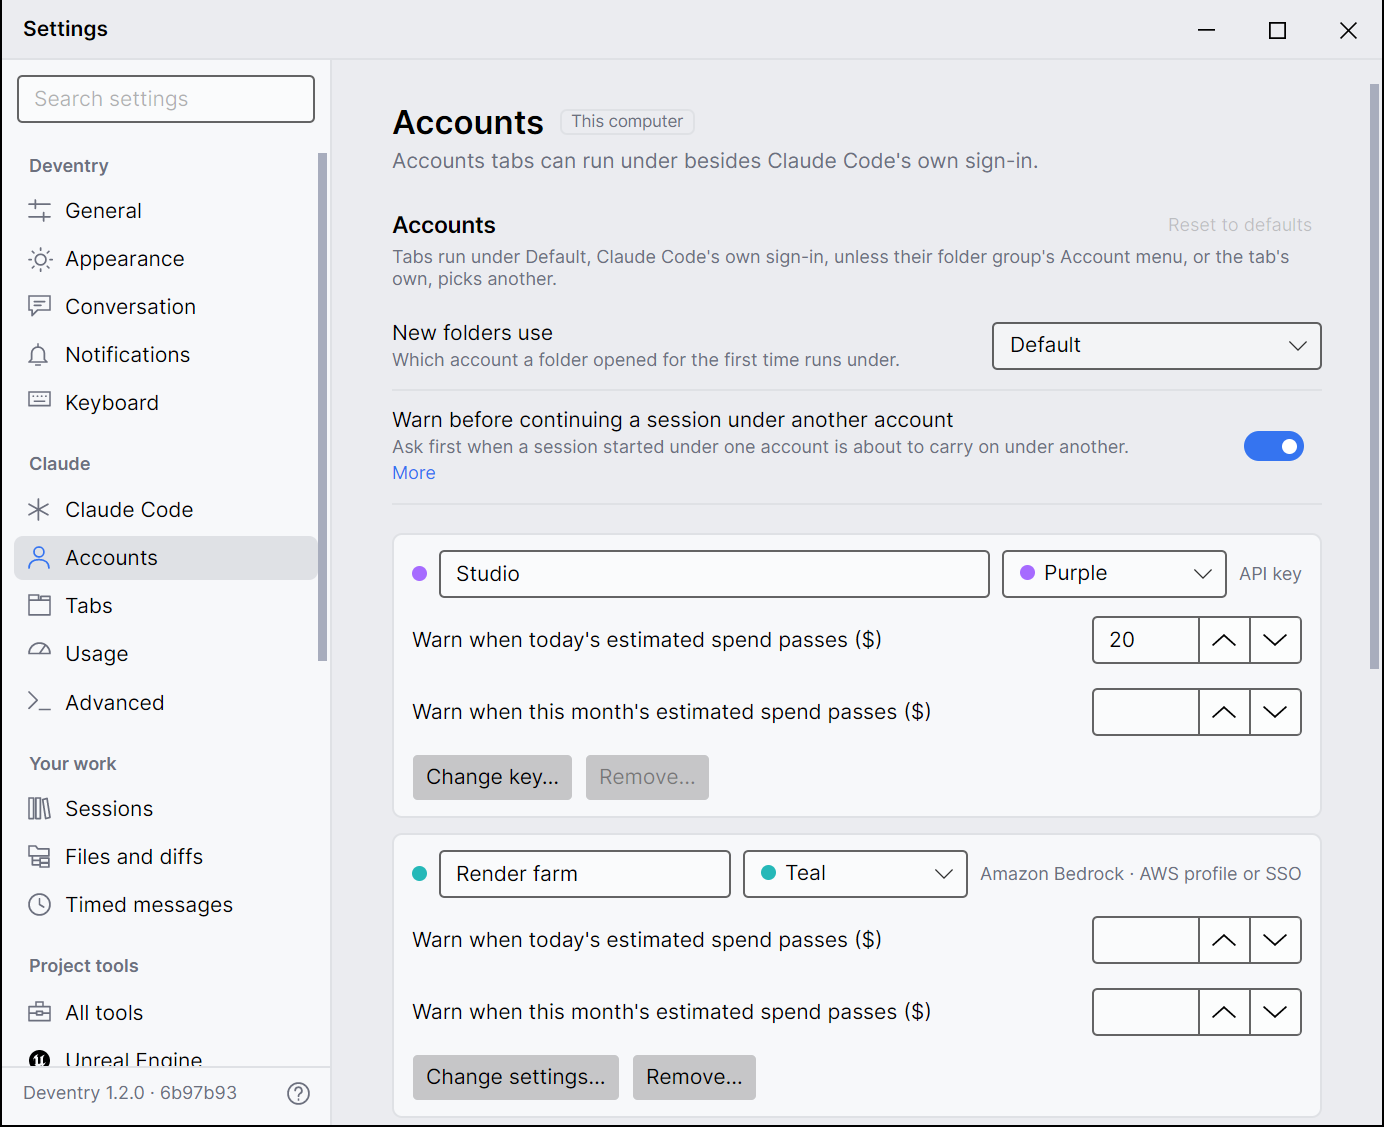 Settings
Search settings
Deventry
General
Appearance
Conversation
Notifications
Keyboard
Claude
Claude Code
Accounts
Tabs
Usage
Advanced
Your work
Sessions
Files and diffs
Timed messages
Project tools
All tools
Unreal Engine
Deventry 1.2.0 · 6b97b93
Accounts This computer
Accounts tabs can run under besides Claude Code's own sign-in.
Accounts Reset to defaults
Tabs run under Default, Claude Code's own sign-in, unless their folder group's Account menu, or the tab's
own, picks another.
New folders use
Which account a folder opened for the first time runs under.
Default
Warn before continuing a session under another account
Ask first when a session started under one account is about to carry on under another.
More
Studio Purple API key
Warn when today's estimated spend passes ($) 20
Warn when this month's estimated spend passes ($)
Change key... Remove...
Render farm Teal Amazon Bedrock · AWS profile or SSO
Warn when today's estimated spend passes ($)
Warn when this month's estimated spend passes ($)
Change settings... Remove...